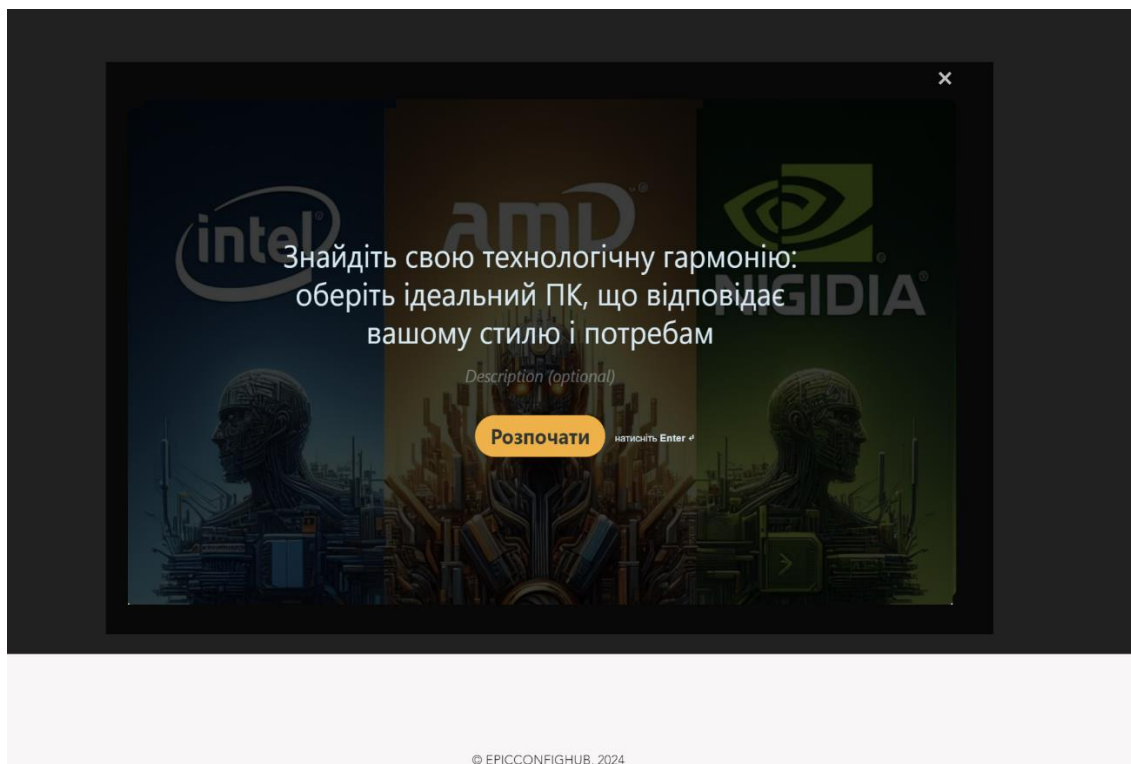 ×
intel®
amD®
NIGIDIA®
Знайдіть свою технологічну гармонію:
оберіть ідеальний ПК, що відповідає
вашому стилю і потребам
Description (optional)
Розпочати
натисніть Enter ↵
© EPICCONFIGHUB, 2024